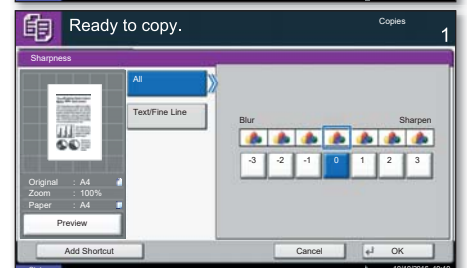 Ready to copy.
Copies
1
Sharpness
All
Text/Fine Line
Blur
Sharpen
-3 -2 -1 0 1 2 3
Original : A4
Zoom : 100%
Paper : A4
Preview
Add Shortcut
Cancel
OK